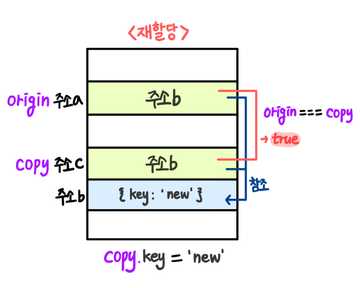 <재할당>
origin 주소a 주소b
origin === copy
→ true
copy 주소c 주소b
주소b { key : 'new' }
참조
copy.key = 'new'